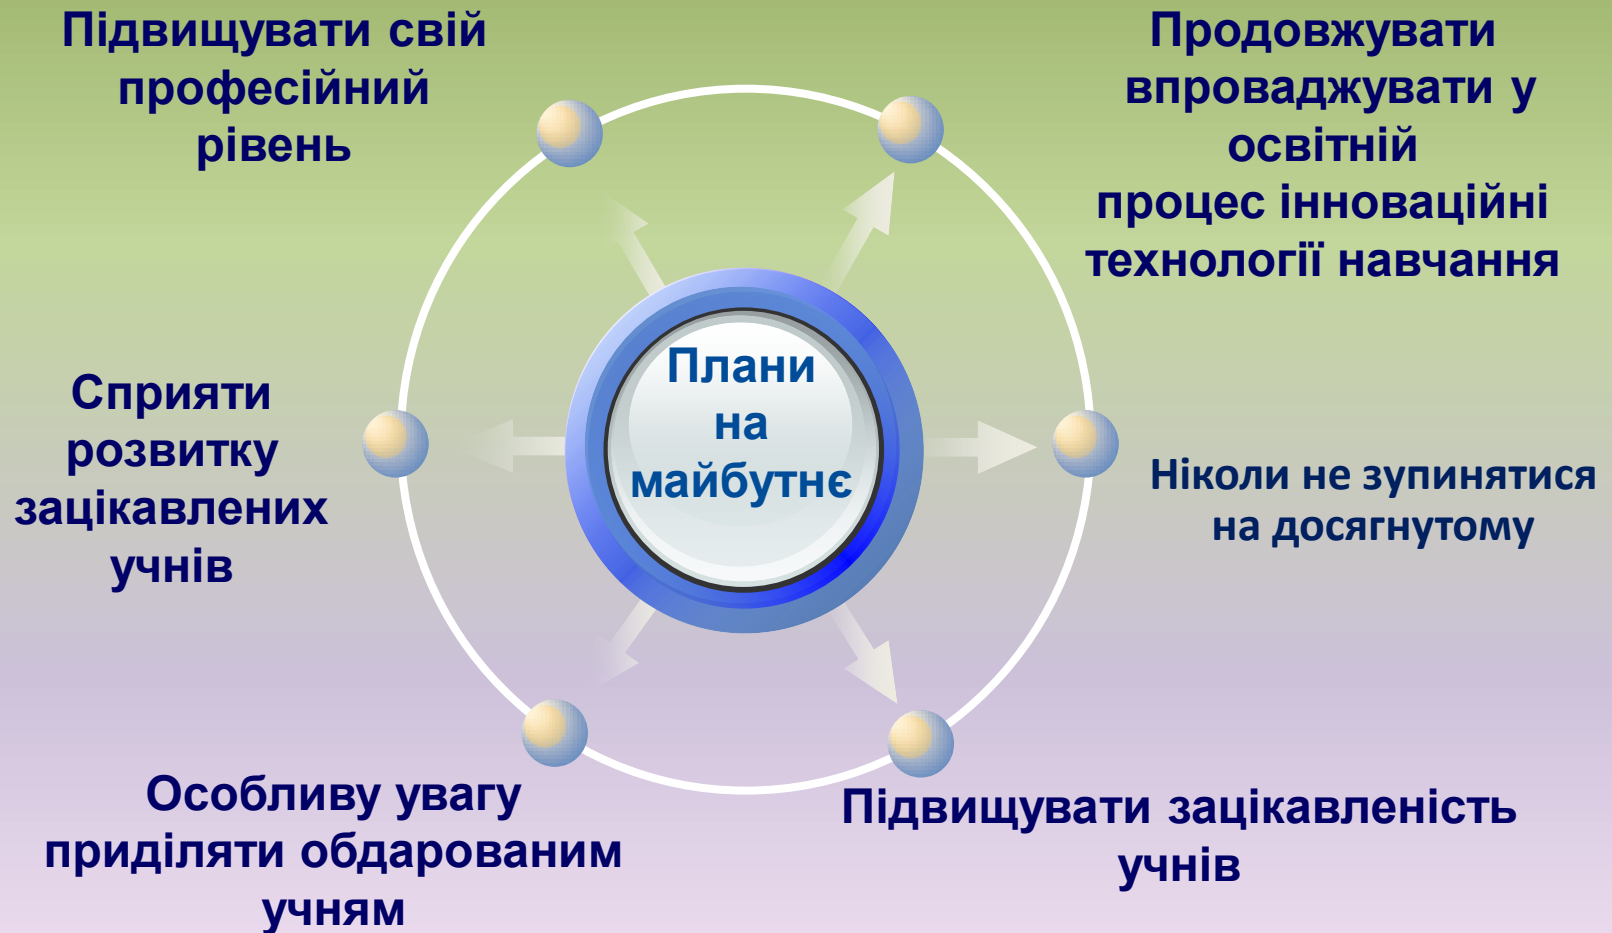 Підвищувати свій
професійний
рівень
Продовжувати
впроваджувати у
освітній
процес інноваційні
технології навчання
Плани
на
майбутнє
Сприяти
розвитку
зацікавлених
учнів
Ніколи не зупинятися
на досягнутому
Особливу увагу
приділяти обдарованим
учням
Підвищувати зацікавленість
учнів